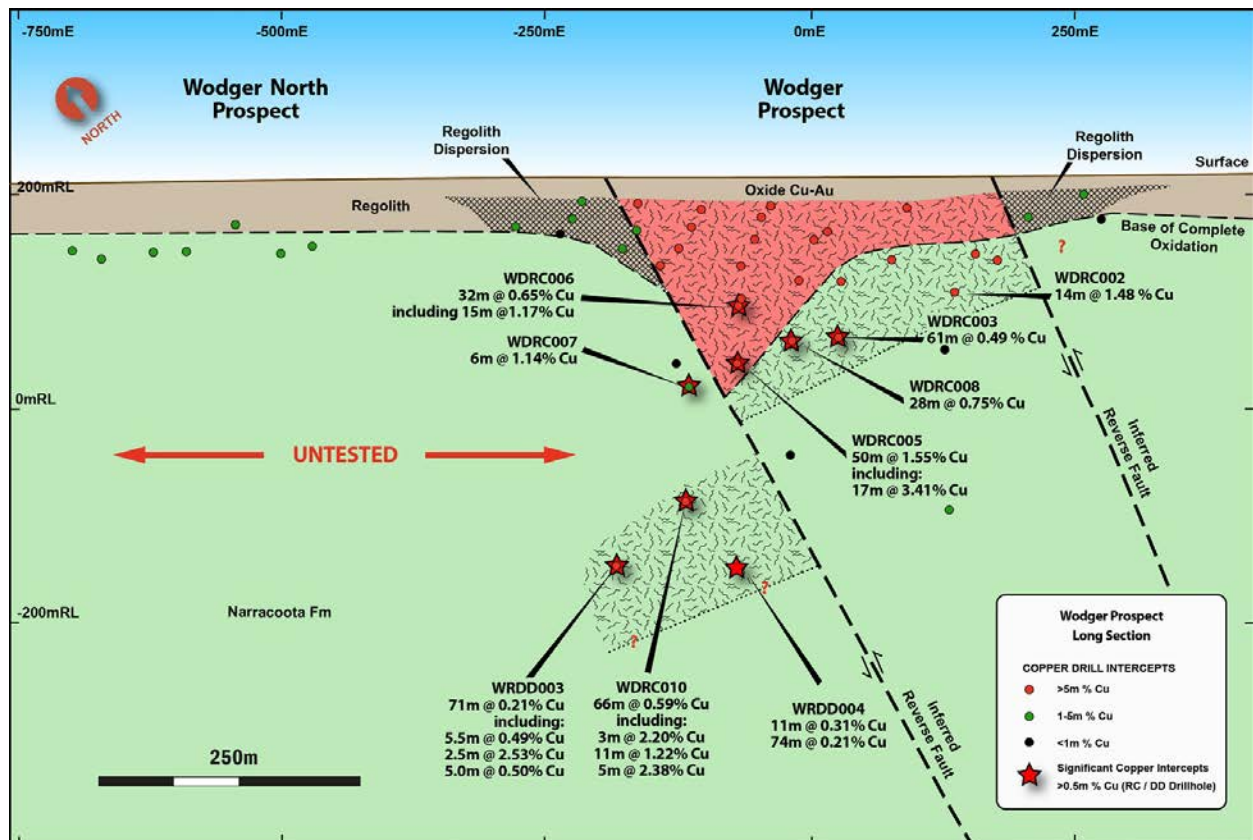 -750mE
-500mE
-250mE
0mE
250mE
NORTH
Wodger North
Prospect
Wodger
Prospect
Regolith
Dispersion
Regolith
Dispersion
Surface
200mRL
Regolith
Oxide Cu-Au
Base of Complete
Oxidation
?
WDRC006
32m @ 0.65% Cu
including 15m @1.17% Cu
WDRC002
14m @ 1.48 % Cu
WDRC003
61m @ 0.49 % Cu
WDRC007
6m @ 1.14% Cu
WDRC008
28m @ 0.75% Cu
0mRL
WDRC005
50m @ 1.55% Cu
including:
17m @ 3.41% Cu
UNTESTED
Inferred
Reverse Fault
-200mRL
Narracoota Fm
?
?
WRDD003
71m @ 0.21% Cu
including:
5.5m @ 0.49% Cu
2.5m @ 2.53% Cu
5.0m @ 0.50% Cu
WDRC010
66m @ 0.59% Cu
including:
3m @ 2.20% Cu
11m @ 1.22% Cu
5m @ 2.38% Cu
WRDD004
11m @ 0.31% Cu
74m @ 0.21% Cu
Inferred
Reverse Fault
250m
Wodger Prospect
Long Section
COPPER DRILL INTERCEPTS
>5m % Cu
1-5m % Cu
<1m % Cu
Significant Copper Intercepts
>0.5m % Cu (RC / DD Drillhole)